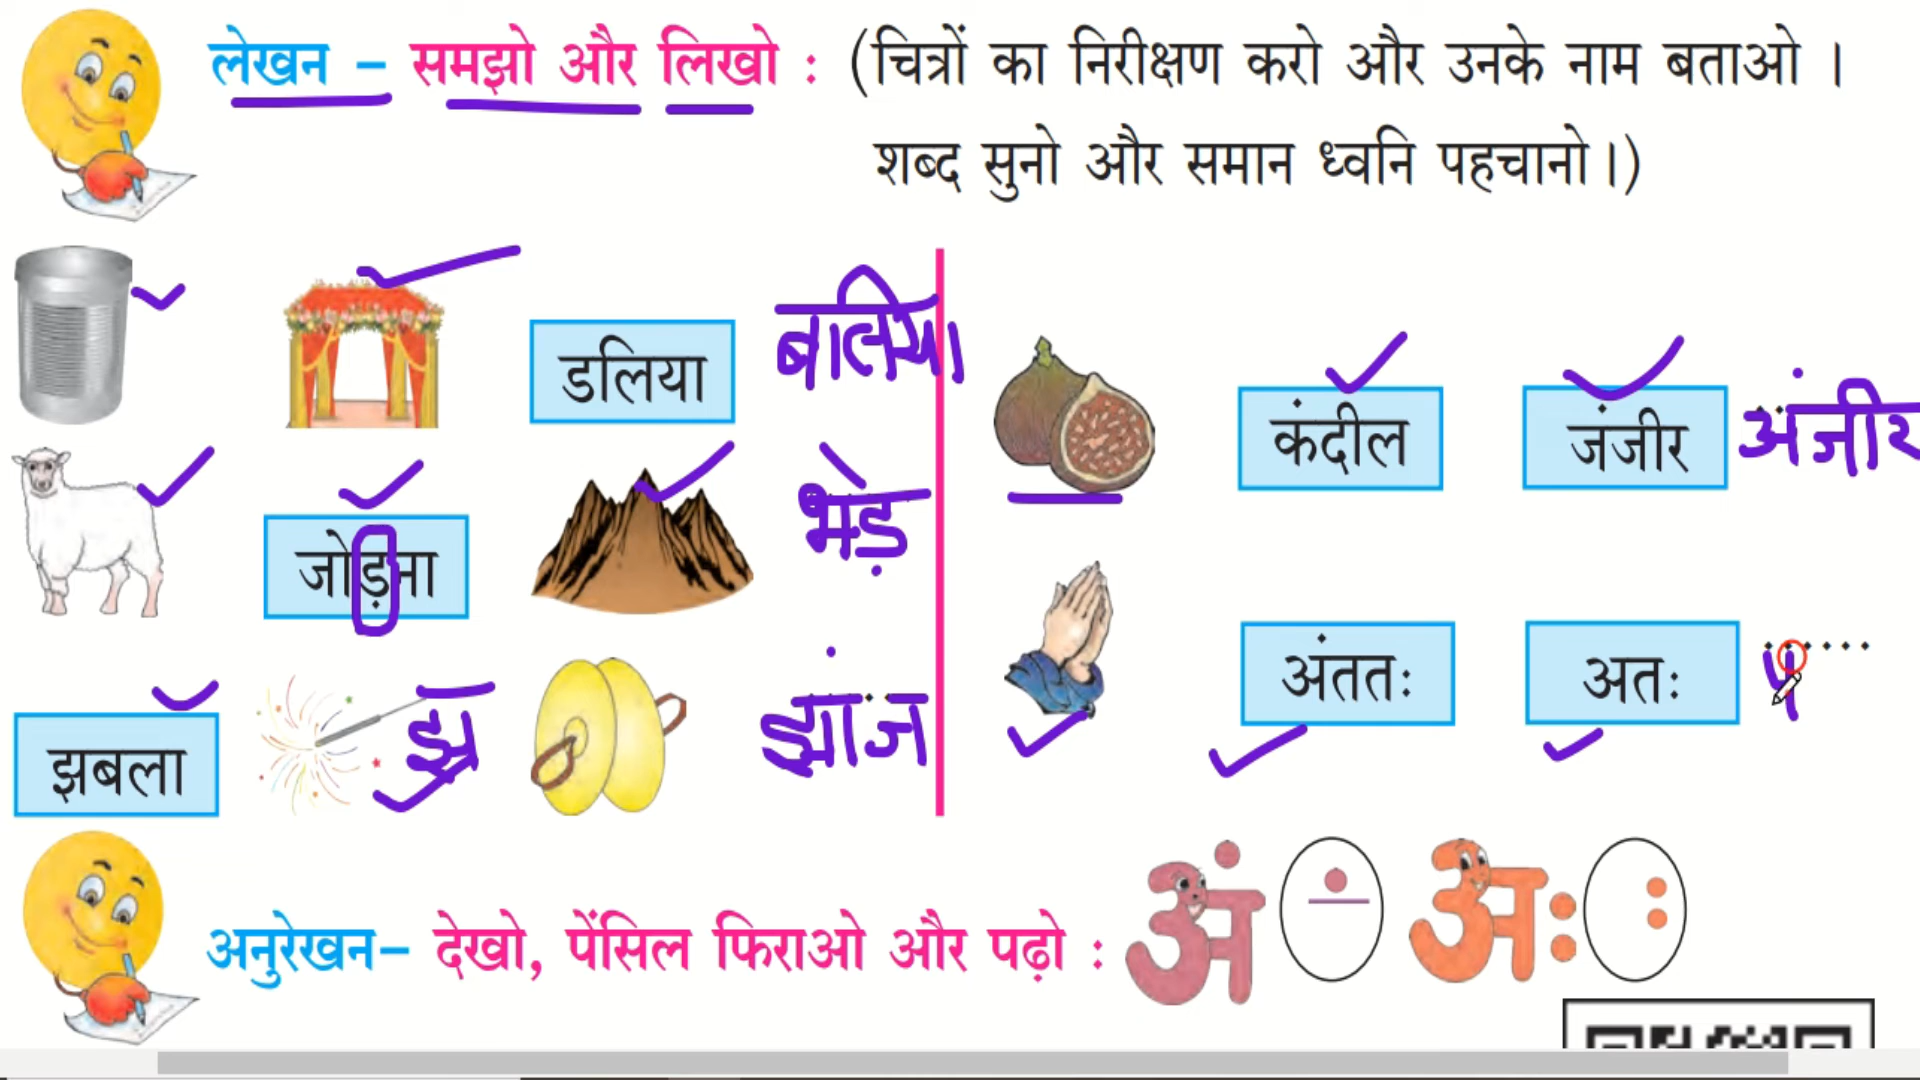 लेखन – समझो और लिखो : (चित्रों का निरीक्षण करो और उनके नाम बताओ ।
शब्द सुनो और समान ध्वनि पहचानो।)
डलिया बालिया
कंदील जंजीर अंजीर
जोड़ना भेड़
अंततः अतः
झबला झ झांज
अनुरेखन– देखो, पेंसिल फिराओ और पढ़ो : अं ं अः ः